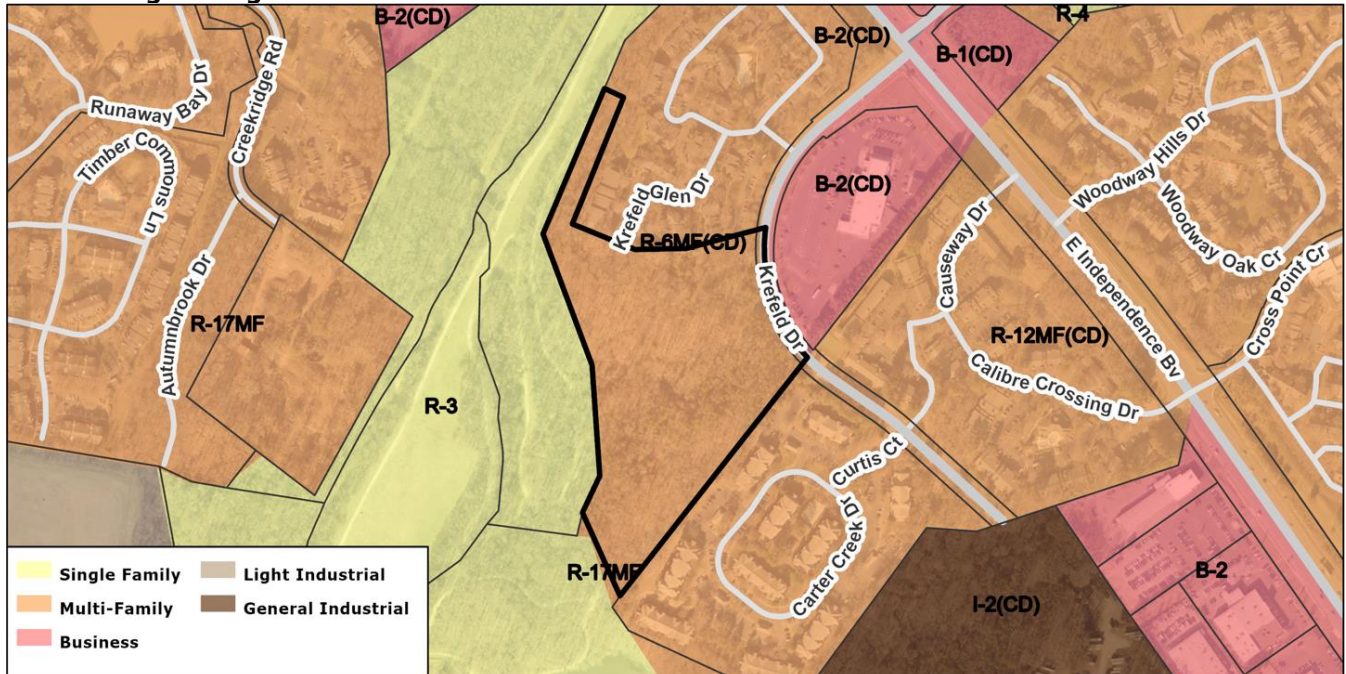 B-2(CD)
R-4
B-2(CD)
B-1(CD)
Runaway Bay Dr
Creekridge Rd
Timber Commons Ln
Woodway Hills Dr
B-2(CD)
Krefeld Glen Dr
R-6MF(CD)
Woodway Oak Cr
Causeway Dr
E Independence Bv
Cross Point Cr
Krefeld Dr
Autumnbrook Dr
R-17MF
R-12MF(CD)
Calibre Crossing Dr
R-3
Curtis Ct
Carter Creek Dr
R-17MF
B-2
I-2(CD)
Single Family
Light Industrial
Multi-Family
General Industrial
Business